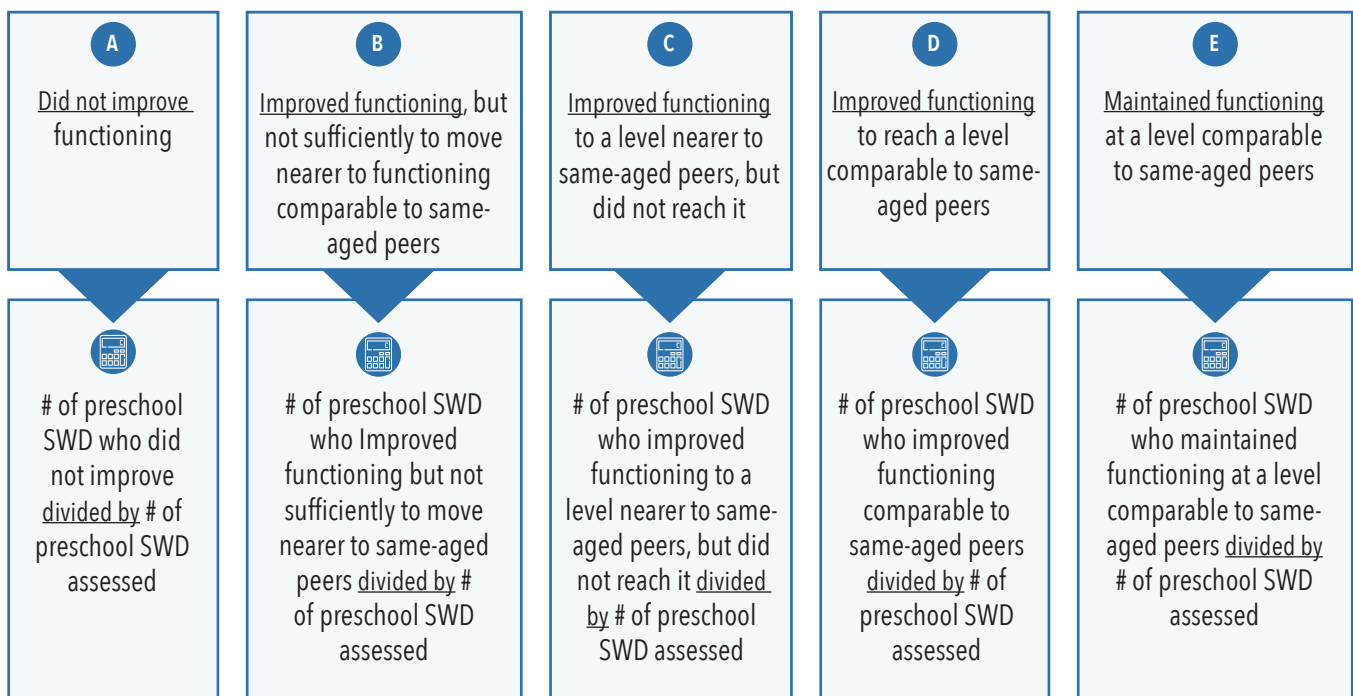 A
Did not improve
functioning
B
Improved functioning, but
not sufficiently to move
nearer to functioning
comparable to same-
aged peers
C
Improved functioning
to a level nearer to
same-aged peers, but
did not reach it
D
Improved functioning
to reach a level
comparable to same-
aged peers
E
Maintained functioning
at a level comparable
to same-aged peers
# of preschool
SWD who did
not improve
divided by # of
preschool SWD
assessed
# of preschool SWD
who Improved
functioning but not
sufficiently to move
nearer to same-aged
peers divided by #
of preschool SWD
assessed
# of preschool SWD
who improved
functioning to a
level nearer to same-
aged peers, but did
not reach it divided
by # of preschool
SWD assessed
# of preschool SWD
who improved
functioning
comparable to
same-aged peers
divided by # of
preschool SWD
assessed
# of preschool SWD
who maintained
functioning at a level
comparable to same-
aged peers divided by
# of preschool SWD
assessed